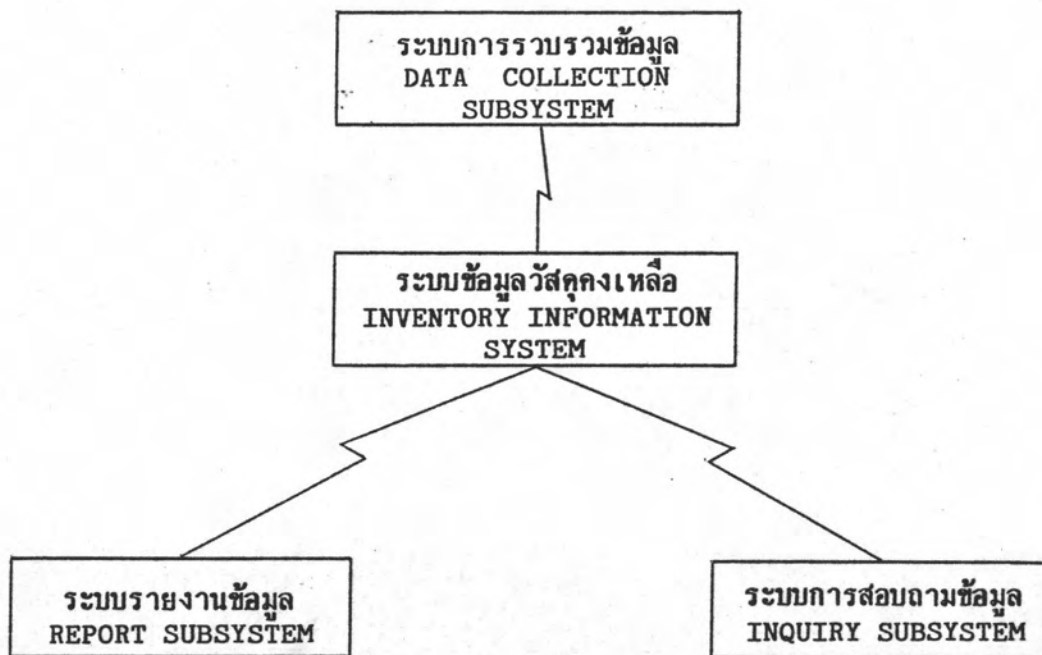 ระบบการรวบรวมข้อมูล
DATA COLLECTION
SUBSYSTEM
ระบบข้อมูลวัสดุคงเหลือ
INVENTORY INFORMATION
SYSTEM
ระบบรายงานข้อมูล
REPORT SUBSYSTEM
ระบบการสอบถามข้อมูล
INQUIRY SUBSYSTEM